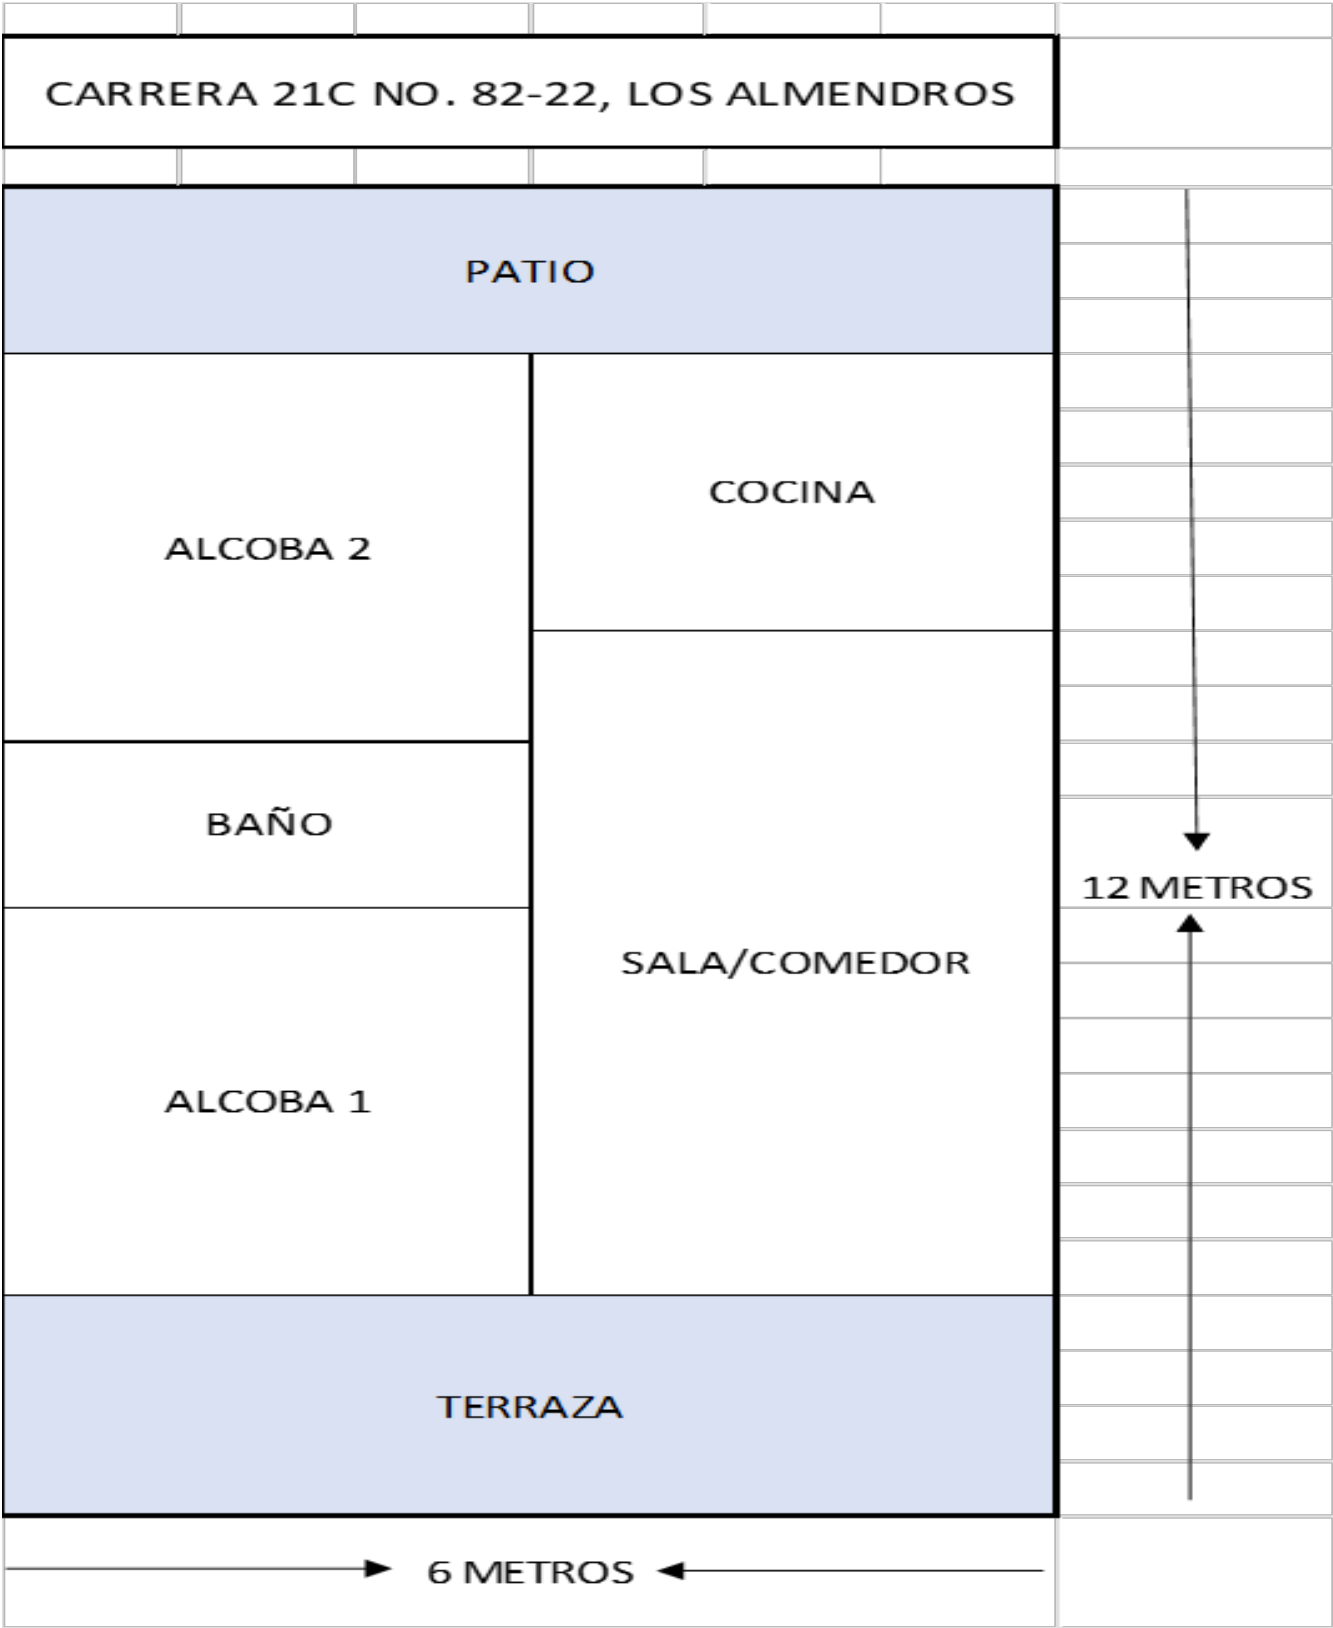 CARRERA 21C NO. 82-22, LOS ALMENDROS
PATIO
COCINA
ALCOBA 2
BAÑO
12 METROS
SALA/COMEDOR
ALCOBA 1
TERRAZA
6 METROS